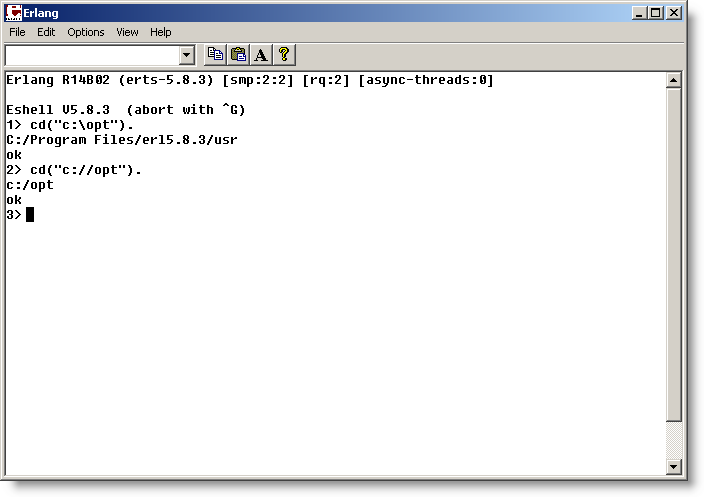 Erlang
File Edit Options View Help
A ?
Erlang R14B02 (erts-5.8.3) [smp:2:2] [rq:2] [async-threads:0]
Eshell V5.8.3  (abort with ^G)
1> cd("c:\opt").
C:/Program Files/erl5.8.3/usr
ok
2> cd("c://opt").
c:/opt
ok
3>